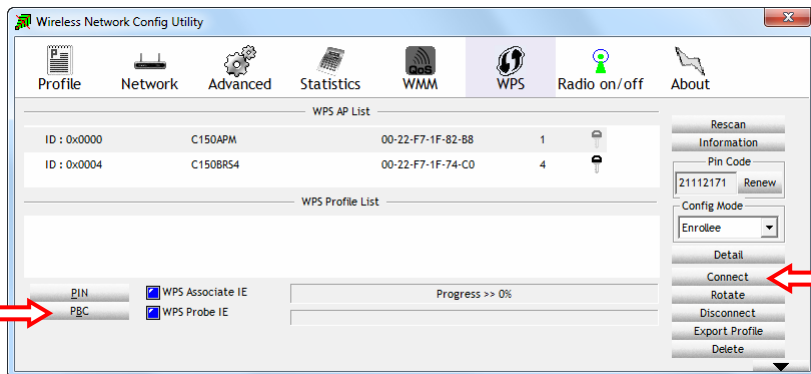 Wireless Network Config Utility
Profile Network Advanced Statistics QoS WMM WPS Radio on/off About
WPS AP List
ID : 0x0000 C150APM 00-22-F7-1F-82-B8 1
ID : 0x0004 C150BRS4 00-22-F7-1F-74-C0 4
WPS Profile List
Rescan
Information
Pin Code
21112171 Renew
Config Mode
Enrollee
Detail
Connect
Rotate
Disconnect
Export Profile
Delete
PIN WPS Associate IE Progress >> 0%
PBC WPS Probe IE